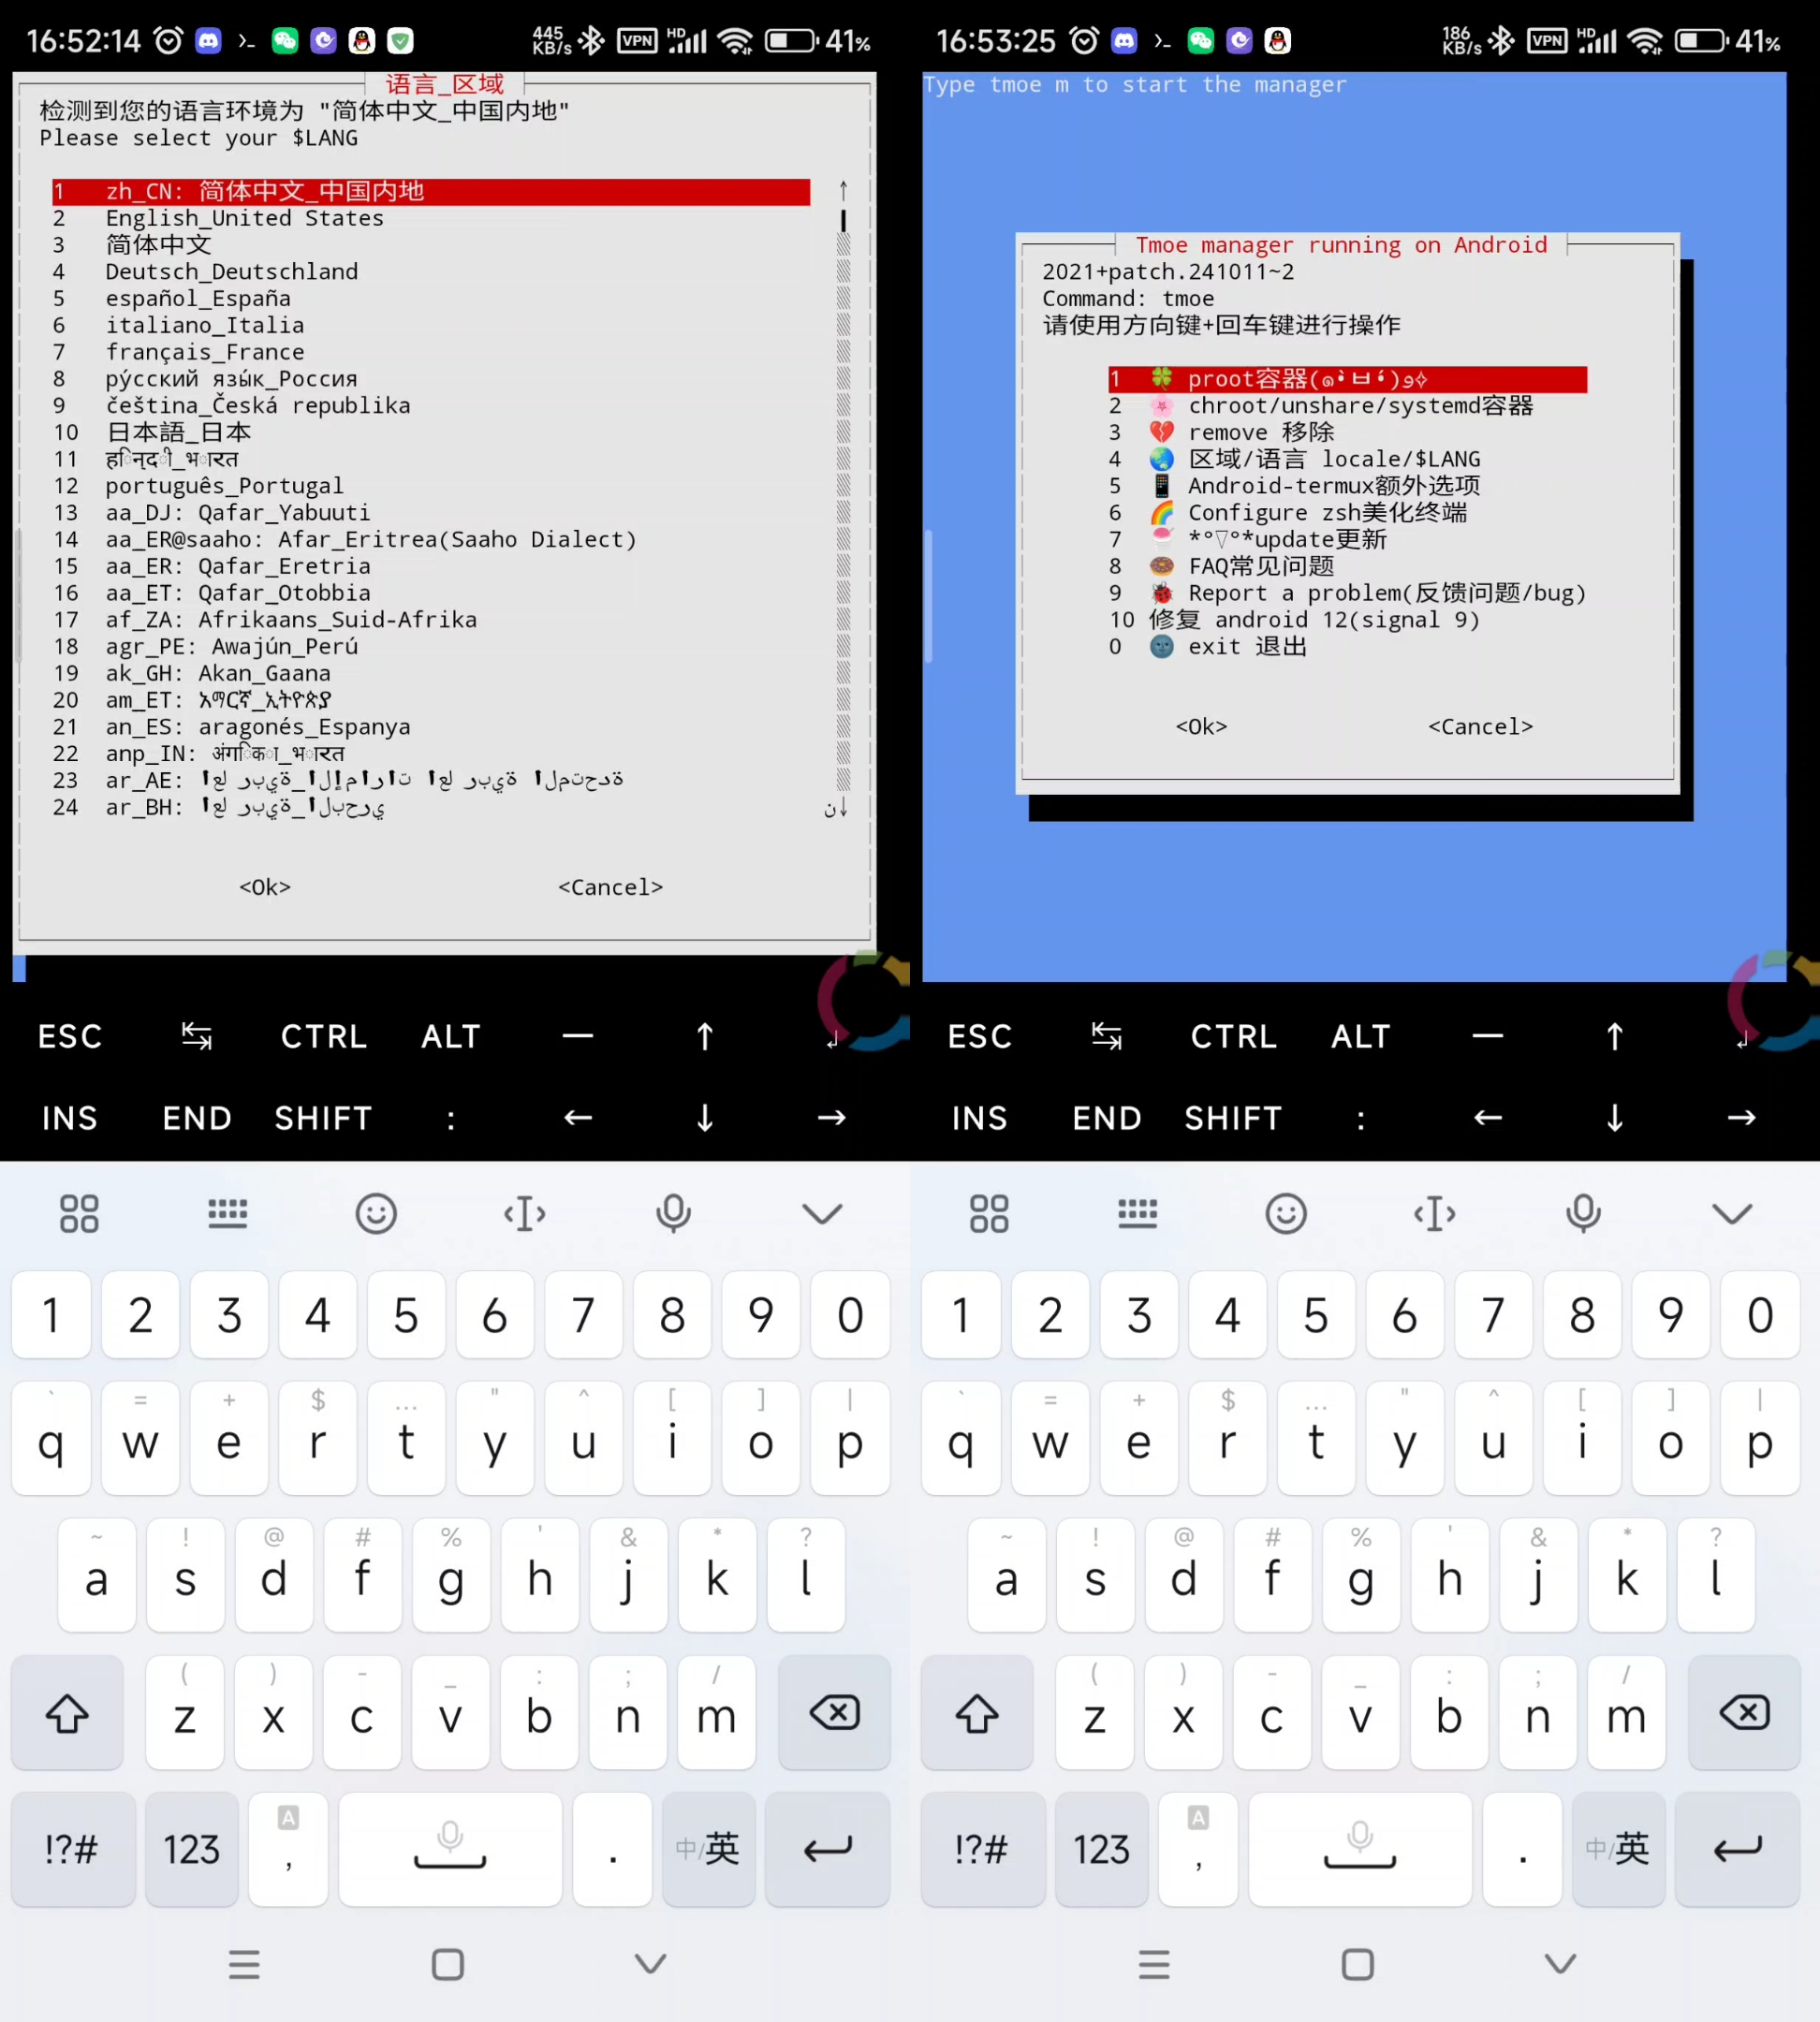 16:52:14 445 KB/s VPN HD 41%
语言_区域
检测到您的语言环境为 "简体中文_中国内地"
Please select your $LANG
1 zh_CN: 简体中文_中国内地 ↑
2 English_United States
3 简体中文
4 Deutsch_Deutschland
5 español_España
6 italiano_Italia
7 français_France
8 ру́сский язы́к_Россия
9 čeština_Česká republika
10 日本語_日本
11 हिन्दी_भारत
12 português_Portugal
13 aa_DJ: Qafar_Yabuuti
14 aa_ER@saaho: Afar_Eritrea(Saaho Dialect)
15 aa_ER: Qafar_Eretria
16 aa_ET: Qafar_Otobbia
17 af_ZA: Afrikaans_Suid-Afrika
18 agr_PE: Awajún_Perú
19 ak_GH: Akan_Gaana
20 am_ET: አማርኛ_ኢትዮጵያ
21 an_ES: aragonés_Espanya
22 anp_IN: अंगिका_भारत
23 ar_AE: العربية_الإمارات العربية المتحدة
24 ar_BH: العربية_البحرين ↓
<Ok> <Cancel>
ESC ↹ CTRL ALT — ↑ ↲
INS END SHIFT : ← ↓ →
1 2 3 4 5 6 7 8 9 0
` = + $ ... " ^ [ ] |
q w e r t y u i o p
~ ! @ # % ' & * ?
a s d f g h j k l
( ) - _ : ; /
z x c v b n m
A
!?# 123 , . 中/英
16:53:25 186 KB/s VPN HD 41%
Type tmoe m to start the manager
Tmoe manager running on Android
2021+patch.241011~2
Command: tmoe
请使用方向键+回车键进行操作
1 🍀 proot容器(๑•̀ㅂ•́)و✧
2 🌸 chroot/unshare/systemd容器
3 💔 remove 移除
4 🌏 区域/语言 locale/$LANG
5 📱 Android-termux额外选项
6 🌈 Configure zsh美化终端
7 🍧 *°▽°*update更新
8 🍩 FAQ常见问题
9 🐞 Report a problem(反馈问题/bug)
10 修复 android 12(signal 9)
0 🌚 exit 退出
<Ok> <Cancel>
ESC ↹ CTRL ALT — ↑ ↲
INS END SHIFT : ← ↓ →
1 2 3 4 5 6 7 8 9 0
` = + $ ... " ^ [ ] |
q w e r t y u i o p
~ ! @ # % ' & * ?
a s d f g h j k l
( ) - _ : ; /
z x c v b n m
A
!?# 123 , . 中/英